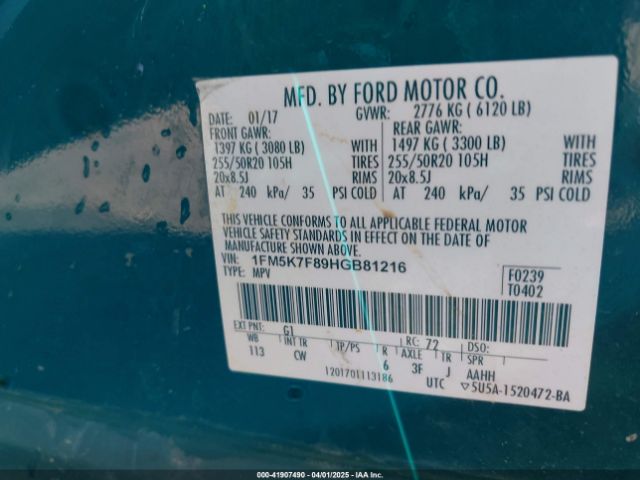 MFD. BY FORD MOTOR CO.
DATE: 01/17 GVWR: 2776 KG ( 6120 LB)
FRONT GAWR: REAR GAWR:
1397 KG ( 3080 LB) WITH 1497 KG ( 3300 LB) WITH
255/50R20 105H TIRES 255/50R20 105H TIRES
20x8.5J RIMS 20x8.5J RIMS
AT 240 kPa/ 35 PSI COLD AT 240 kPa/ 35 PSI COLD
THIS VEHICLE CONFORMS TO ALL APPLICABLE FEDERAL MOTOR
VEHICLE SAFETY STANDARDS IN EFFECT ON THE DATE OF
MANUFACTURE SHOWN ABOVE.
VIN: 1FM5K7F89HGB81216
TYPE: MPV
F0239
T0402
EXT PNT: G1 RC: 72 DSO:
WB INT TR TP/PS R AXLE TR SPR
113 CW 6 3F J AAHH
1201701113186 UTC ▽5U5A-1520472-BA
000-41907490 - 04/01/2025 - IAA Inc.